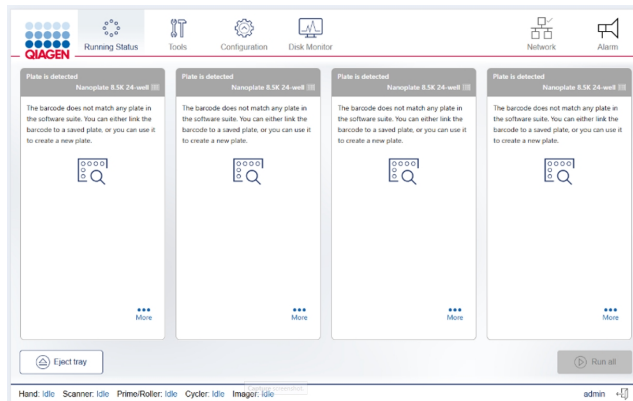 QIAGEN
Running Status
Tools
Configuration
Disk Monitor
Network
Alarm
Plate is detected
Nanoplate 8.5K 24-well
The barcode does not match any plate in
the software suite. You can either link the
barcode to a saved plate, or you can use it
to create a new plate.
More
Plate is detected
Nanoplate 8.5K 24-well
The barcode does not match any plate in
the software suite. You can either link the
barcode to a saved plate, or you can use it
to create a new plate.
More
Plate is detected
Nanoplate 8.5K 24-well
The barcode does not match any plate in
the software suite. You can either link the
barcode to a saved plate, or you can use it
to create a new plate.
More
Plate is detected
Nanoplate 8.5K 24-well
The barcode does not match any plate in
the software suite. You can either link the
barcode to a saved plate, or you can use it
to create a new plate.
More
Eject tray
Run all
Hand: Idle Scanner: Idle Prime/Roller: Idle Cycler: Idle Imager: Idle
admin